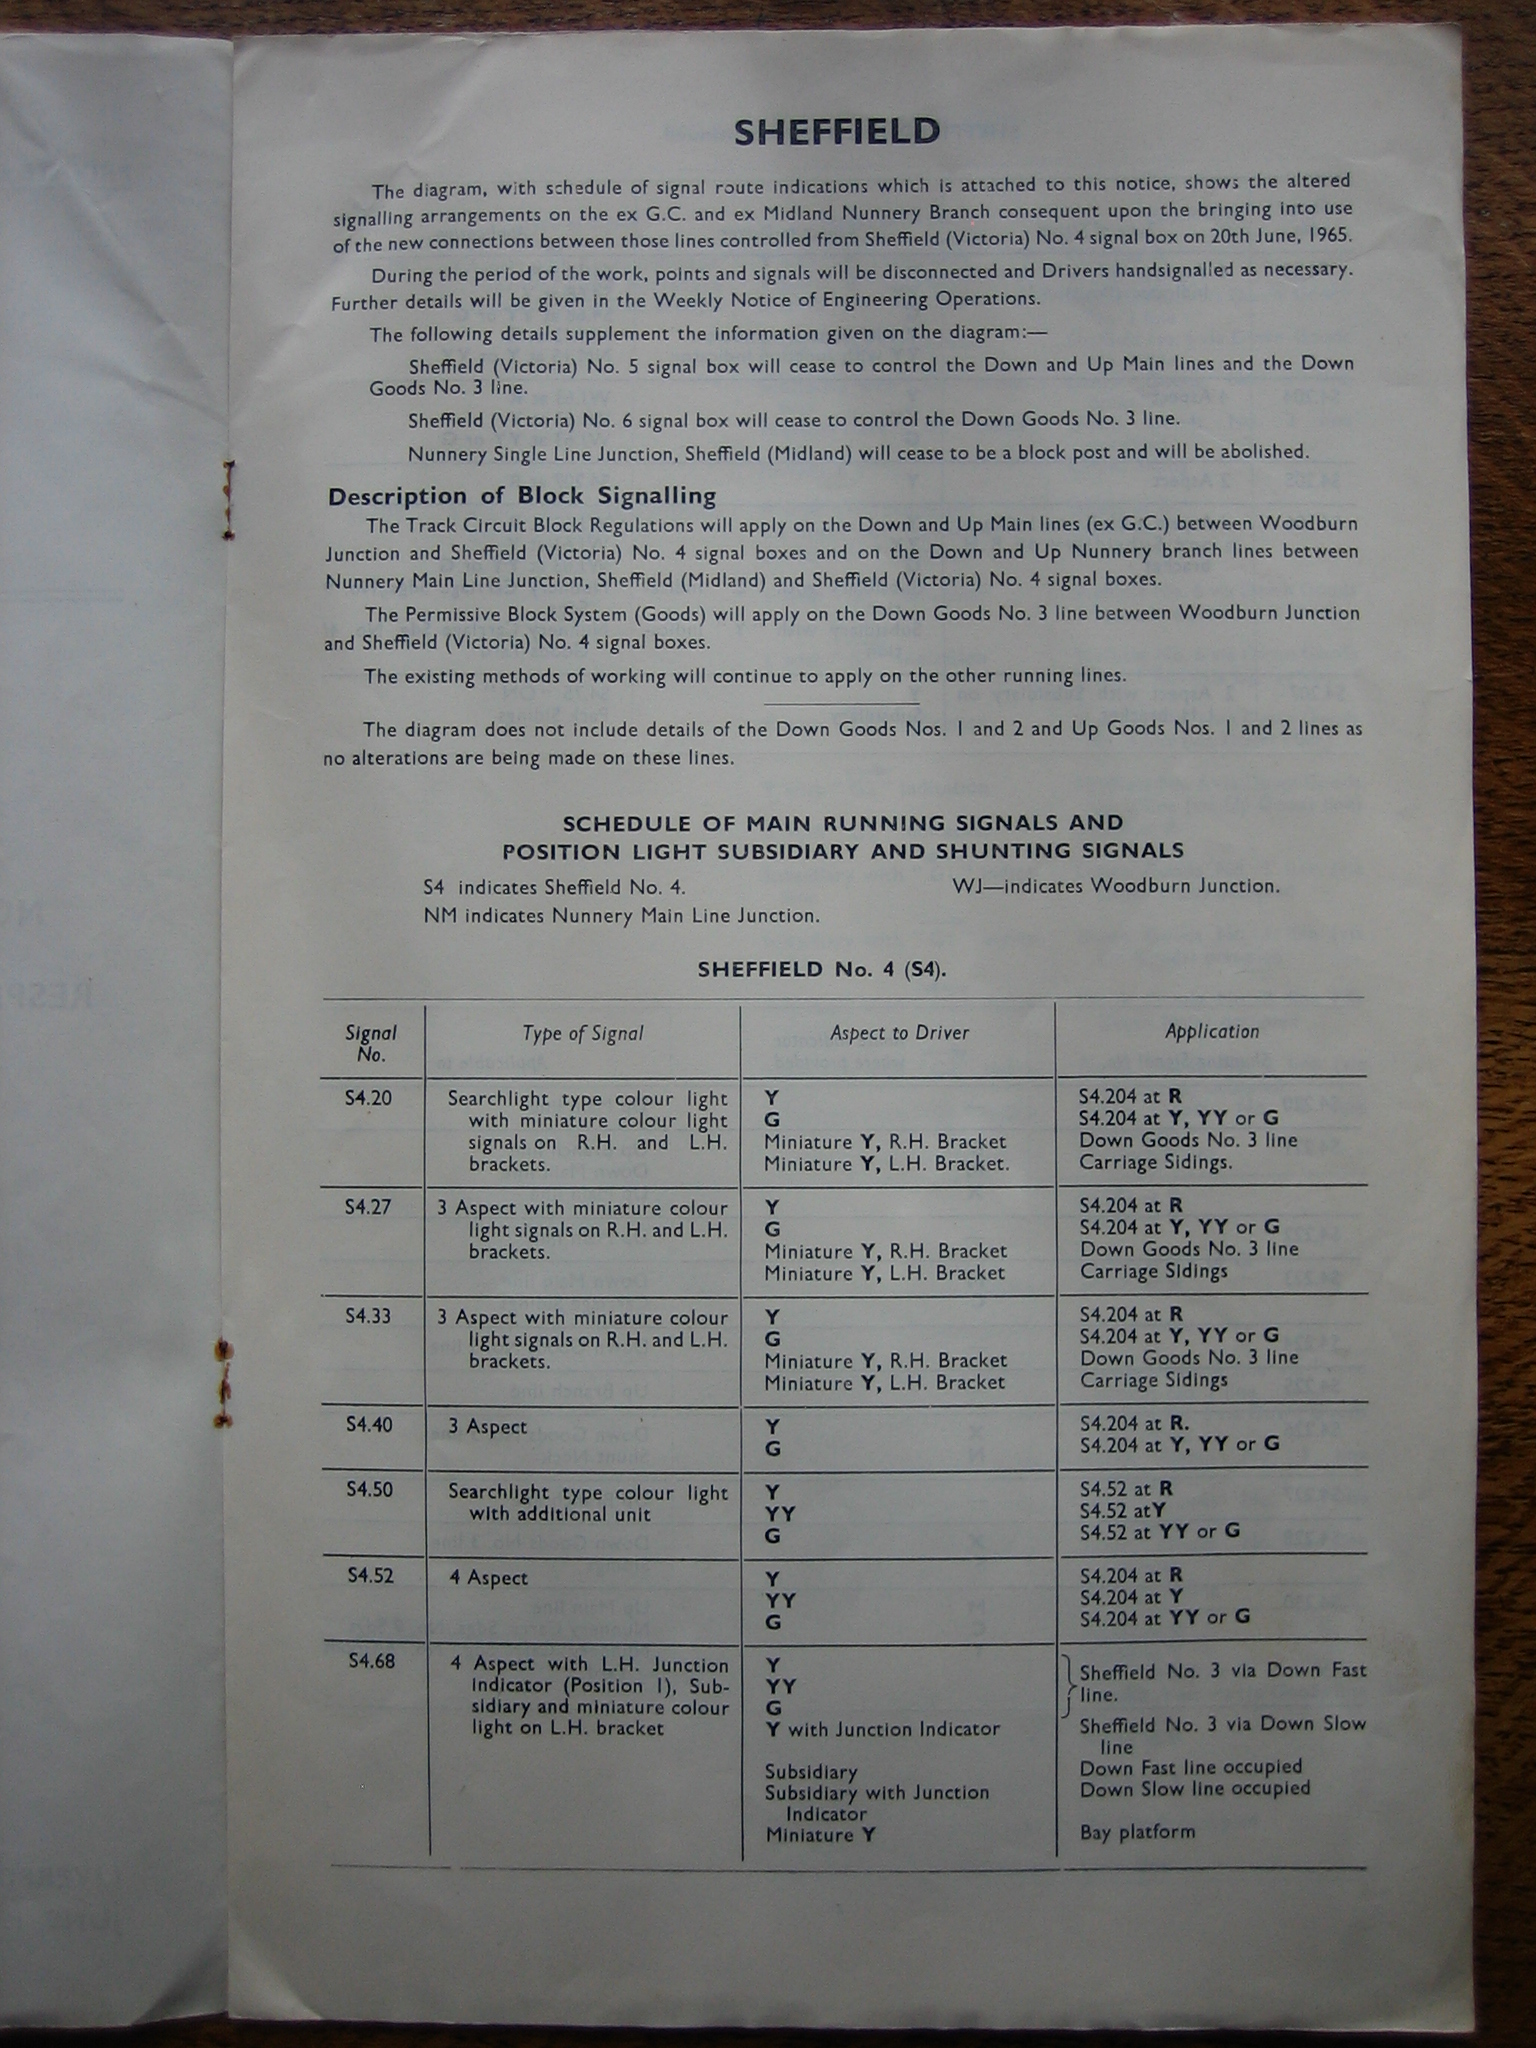 SHEFFIELD
The diagram, with schedule of signal route indications which is attached to this notice, shows the altered
signalling arrangements on the ex G.C. and ex Midland Nunnery Branch consequent upon the bringing into use
of the new connections between those lines controlled from Sheffield (Victoria) No. 4 signal box on 20th June, 1965.
During the period of the work, points and signals will be disconnected and Drivers handsignalled as necessary.
Further details will be given in the Weekly Notice of Engineering Operations.
The following details supplement the information given on the diagram:—
Sheffield (Victoria) No. 5 signal box will cease to control the Down and Up Main lines and the Down
Goods No. 3 line.
Sheffield (Victoria) No. 6 signal box will cease to control the Down Goods No. 3 line.
Nunnery Single Line Junction, Sheffield (Midland) will cease to be a block post and will be abolished.
Description of Block Signalling
The Track Circuit Block Regulations will apply on the Down and Up Main lines (ex G.C.) between Woodburn
Junction and Sheffield (Victoria) No. 4 signal boxes and on the Down and Up Nunnery branch lines between
Nunnery Main Line Junction, Sheffield (Midland) and Sheffield (Victoria) No. 4 signal boxes.
The Permissive Block System (Goods) will apply on the Down Goods No. 3 line between Woodburn Junction
and Sheffield (Victoria) No. 4 signal boxes.
The existing methods of working will continue to apply on the other running lines.
The diagram does not include details of the Down Goods Nos. 1 and 2 and Up Goods Nos. 1 and 2 lines as
no alterations are being made on these lines.
SCHEDULE OF MAIN RUNNING SIGNALS AND
POSITION LIGHT SUBSIDIARY AND SHUNTING SIGNALS
S4 indicates Sheffield No. 4. WJ—indicates Woodburn Junction.
NM indicates Nunnery Main Line Junction.
SHEFFIELD No. 4 (S4).
Signal Type of Signal Aspect to Driver Application
No.
S4.20 Searchlight type colour light Y S4.204 at R
with miniature colour light G S4.204 at Y, YY or G
signals on R.H. and L.H. Miniature Y, R.H. Bracket Down Goods No. 3 line
brackets. Miniature Y, L.H. Bracket. Carriage Sidings.
S4.27 3 Aspect with miniature colour Y S4.204 at R
light signals on R.H. and L.H. G S4.204 at Y, YY or G
brackets. Miniature Y, R.H. Bracket Down Goods No. 3 line
Miniature Y, L.H. Bracket Carriage Sidings
S4.33 3 Aspect with miniature colour Y S4.204 at R
light signals on R.H. and L.H. G S4.204 at Y, YY or G
brackets. Miniature Y, R.H. Bracket Down Goods No. 3 line
Miniature Y, L.H. Bracket Carriage Sidings
S4.40 3 Aspect Y S4.204 at R.
G S4.204 at Y, YY or G
S4.50 Searchlight type colour light Y S4.52 at R
with additional unit YY S4.52 at Y
G S4.52 at YY or G
S4.52 4 Aspect Y S4.204 at R
YY S4.204 at Y
G S4.204 at YY or G
S4.68 4 Aspect with L.H. Junction Y Sheffield No. 3 via Down Fast
Indicator (Position 1), Sub- YY line.
sidiary and miniature colour G
light on L.H. bracket Y with Junction Indicator Sheffield No. 3 via Down Slow
line
Subsidiary Down Fast line occupied
Subsidiary with Junction Down Slow line occupied
Indicator
Miniature Y Bay platform